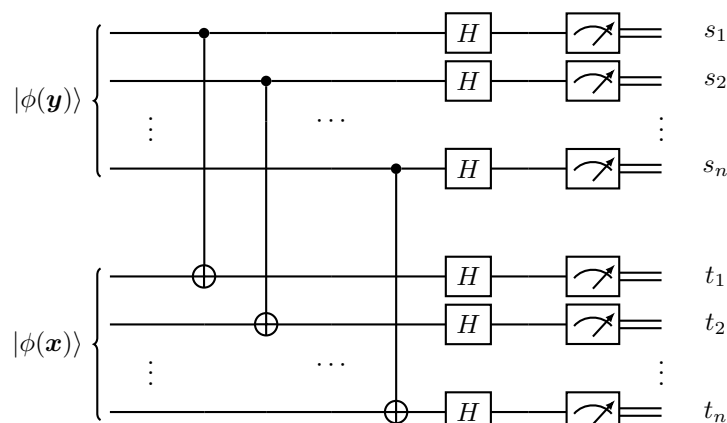 H s₁
|ϕ(𝒚)⟩ H s₂
⋮ ⋯ ⋮
H sₙ
H t₁
|ϕ(𝒙)⟩ H t₂
⋮ ⋯ ⋮
H tₙ